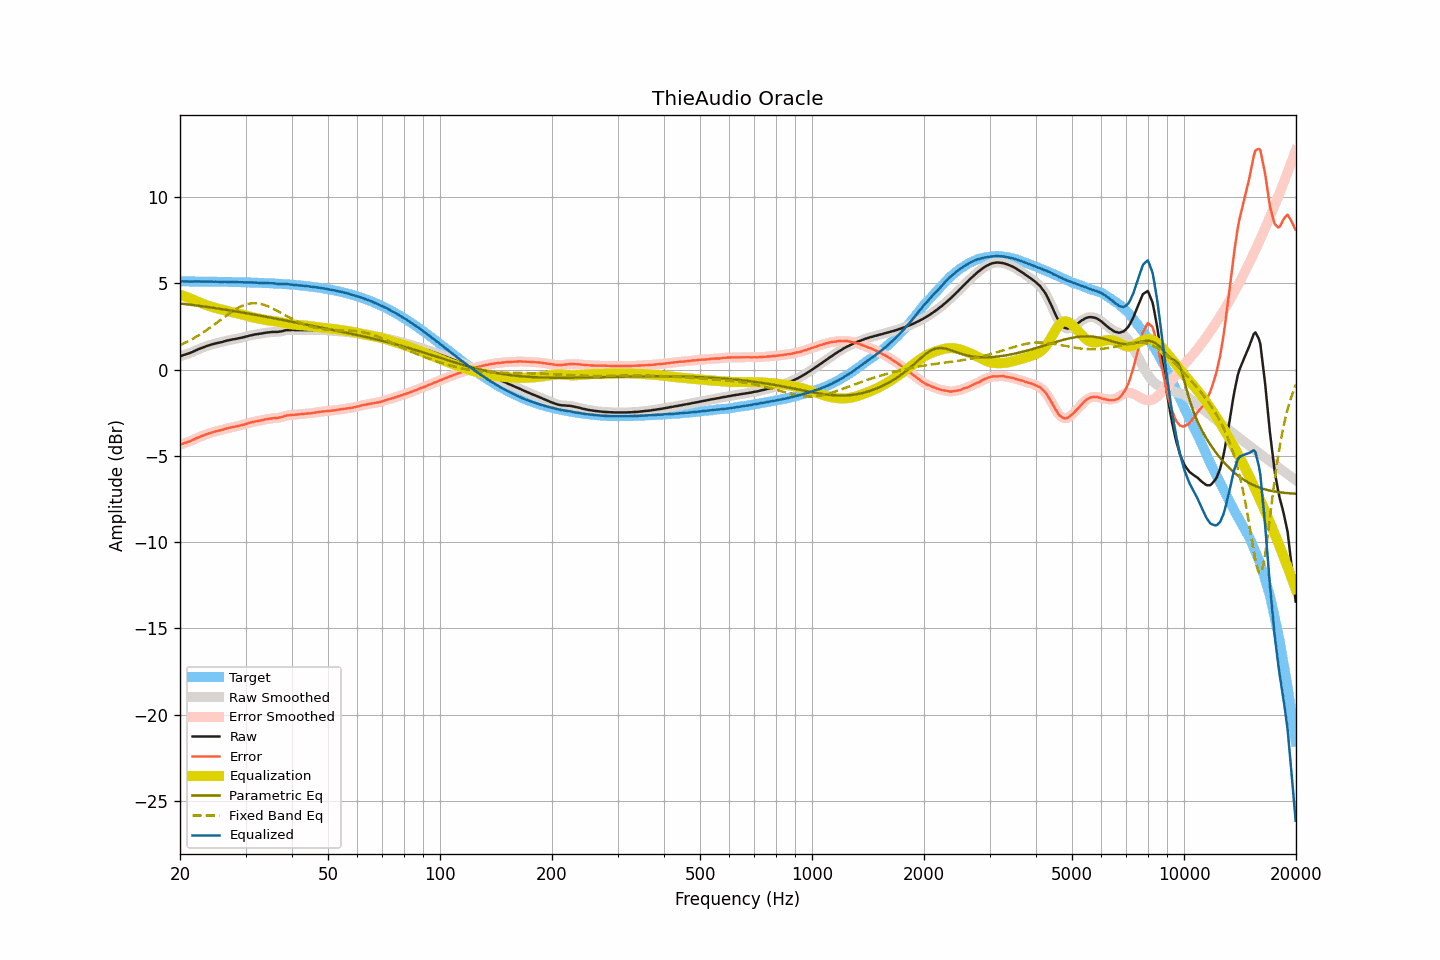 ThieAudio Oracle
10
5
0
−5
−10
−15
−20
−25
Amplitude (dBr)
Target
Raw Smoothed
Error Smoothed
Raw
Error
Equalization
Parametric Eq
Fixed Band Eq
Equalized
20 50 100 200 500 1000 2000 5000 10000 20000
Frequency (Hz)